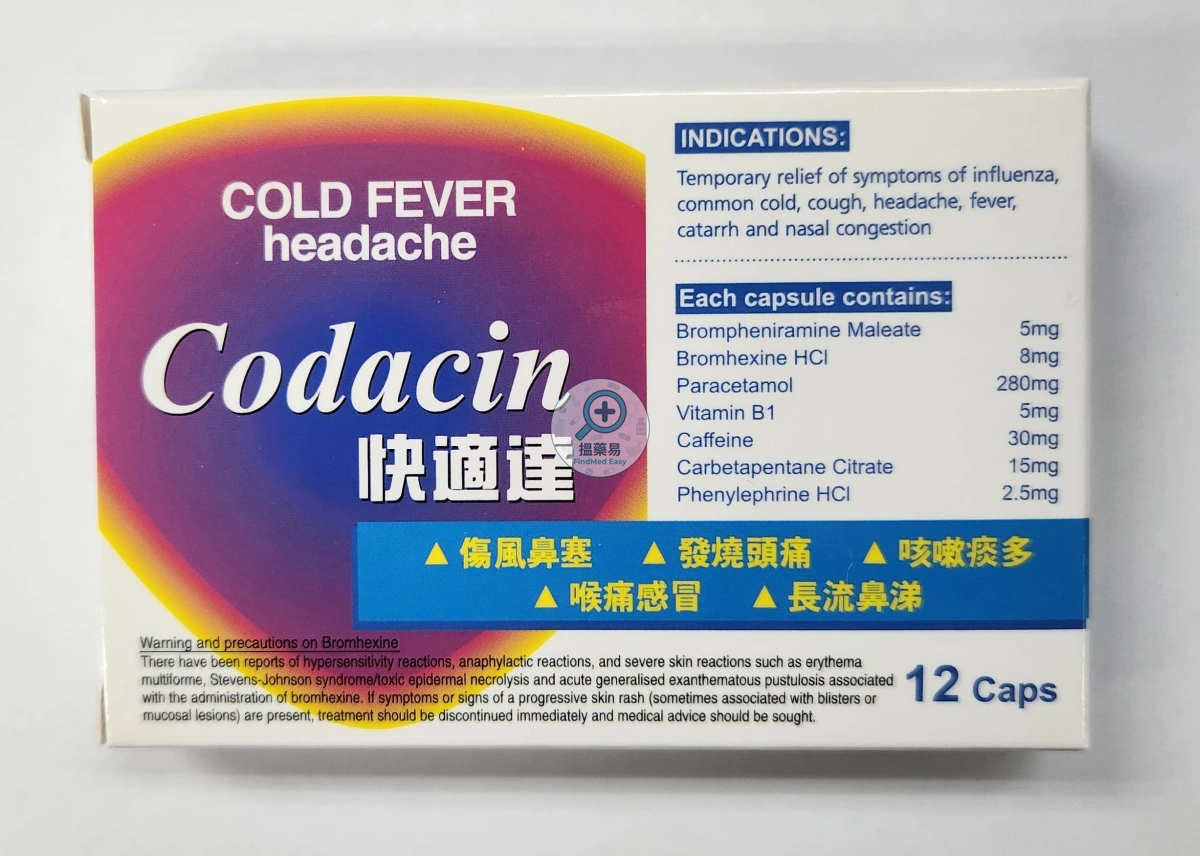 COLD FEVER
headache
Codacin
快適達
搵藥易
FindMed Easy
INDICATIONS:
Temporary relief of symptoms of influenza,
common cold, cough, headache, fever,
catarrh and nasal congestion
Each capsule contains:
Brompheniramine Maleate 5mg
Bromhexine HCl 8mg
Paracetamol 280mg
Vitamin B1 5mg
Caffeine 30mg
Carbetapentane Citrate 15mg
Phenylephrine HCl 2.5mg
▲ 傷風鼻塞 ▲ 發燒頭痛 ▲ 咳嗽痰多
▲ 喉痛感冒 ▲ 長流鼻涕
Warning and precautions on Bromhexine
There have been reports of hypersensitivity reactions, anaphylactic reactions, and severe skin reactions such as erythema
multiforme, Stevens-Johnson syndrome/toxic epidermal necrolysis and acute generalised exanthematous pustulosis associated
with the administration of bromhexine. If symptoms or signs of a progressive skin rash (sometimes associated with blisters or
mucosal lesions) are present, treatment should be discontinued immediately and medical advice should be sought.
12 Caps